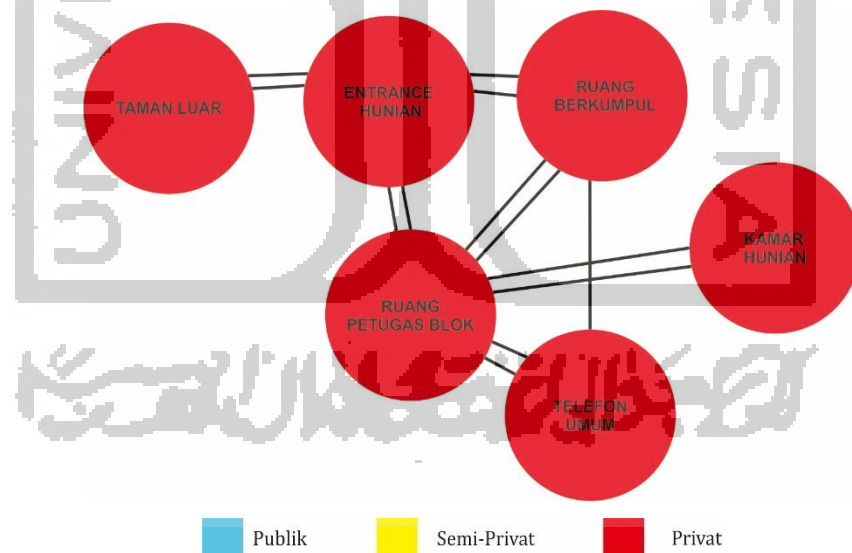 TAMAN LUAR
ENTRANCE
HUNIAN
RUANG
BERKUMPUL
KAMAR
HUNIAN
RUANG
PETUGAS BLOK
TELEFON
UMUM
Publik
Semi-Privat
Privat